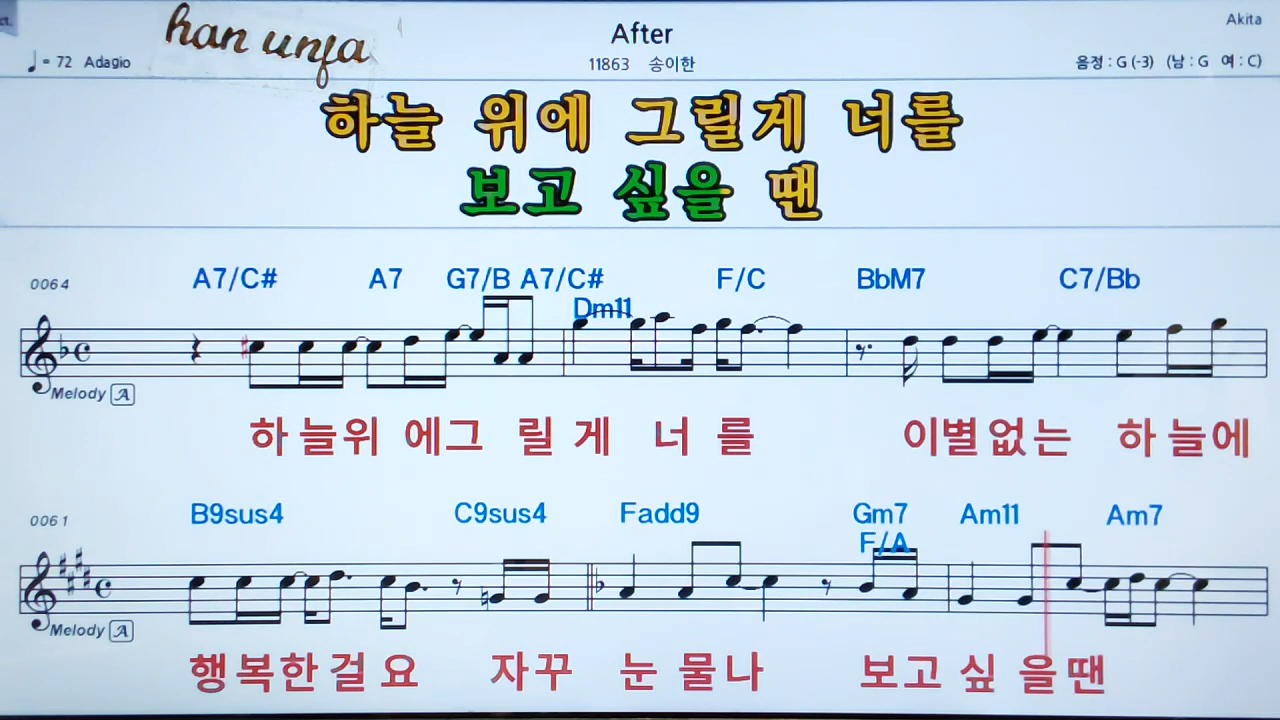 ct.
han unja
After
Akita
♩= 72 Adagio
11863 송이한
음정 : G (-3) (남 : G 여 : C)
하늘 위에 그릴게 너를
보고 싶을 땐
0064
A7/C# A7 G7/B A7/C# F/C BbM7 C7/Bb
Dm11
Melody A
하 늘위 에그 릴 게 너 를 이별없는 하늘에
0061
B9sus4 C9sus4 Fadd9 Gm7 Am11 Am7
F/A
Melody A
행복한걸 요 자꾸 눈 물나 보고 싶 을땐